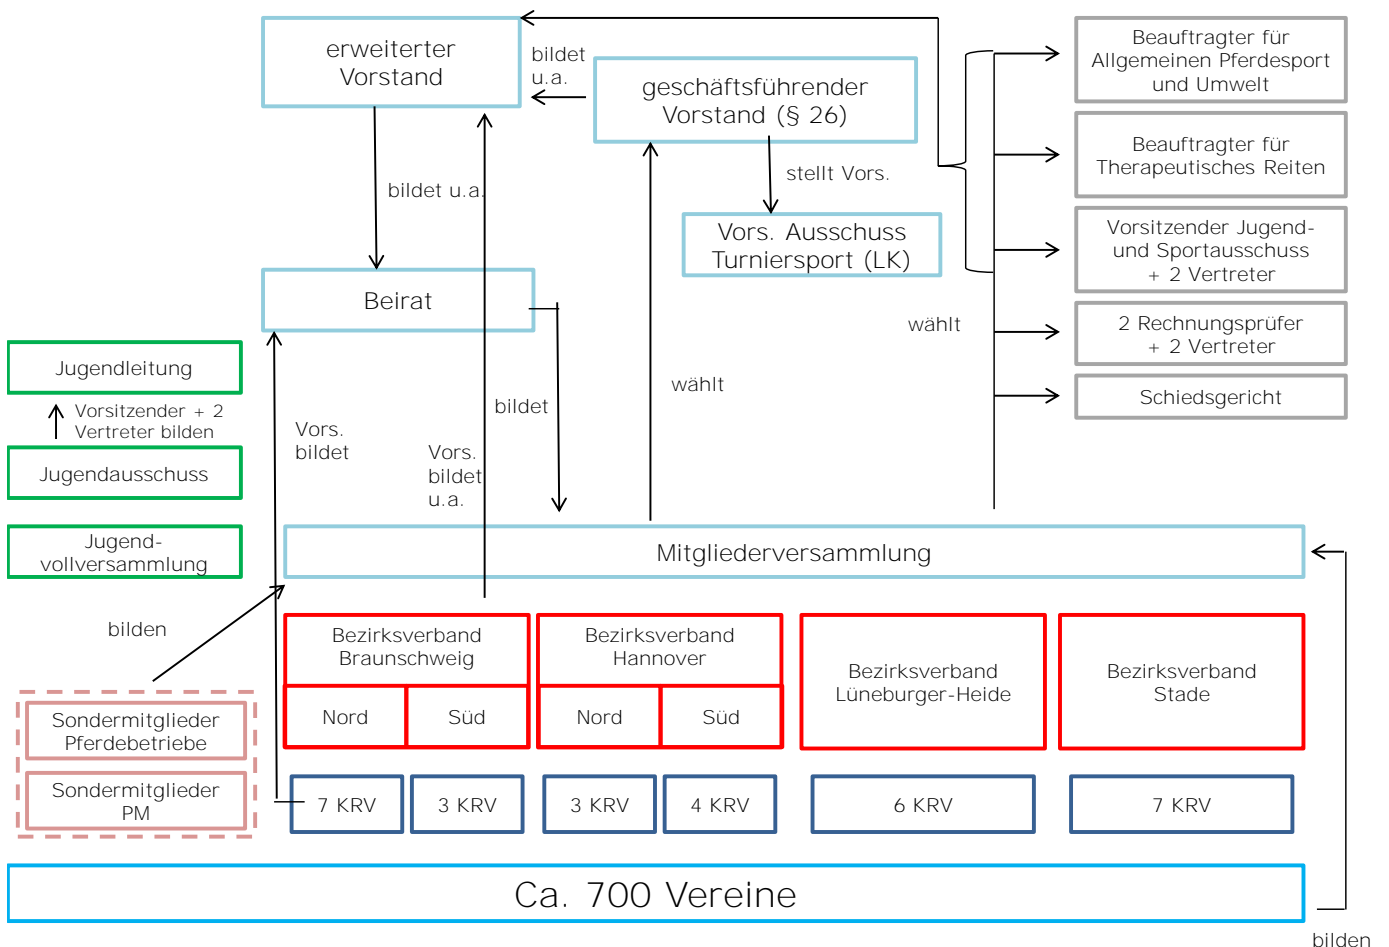 erweiterter
Vorstand
bildet
u.a.
geschäftsführender
Vorstand (§ 26)
Beauftragter für
Allgemeinen Pferdesport
und Umwelt
Beauftragter für
Therapeutisches Reiten
bildet u.a.
stellt Vors.
Vors. Ausschuss
Turniersport (LK)
Vorsitzender Jugend-
und Sportausschuss
+ 2 Vertreter
Beirat
wählt
2 Rechnungsprüfer
+ 2 Vertreter
Schiedsgericht
Jugendleitung
Vorsitzender + 2
Vertreter bilden
Jugendausschuss
Jugend-
vollversammlung
Vors.
bildet
Vors.
bildet
u.a.
bildet
wählt
Mitgliederversammlung
bilden
Bezirksverband
Braunschweig
Nord
Süd
Bezirksverband
Hannover
Nord
Süd
Bezirksverband
Lüneburger-Heide
Bezirksverband
Stade
Sondermitglieder
Pferdebetriebe
Sondermitglieder
PM
7 KRV
3 KRV
3 KRV
4 KRV
6 KRV
7 KRV
Ca. 700 Vereine
bilden